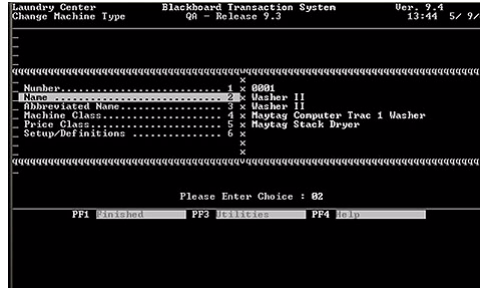 Laundry Center Blackboard Transaction System Ver. 9.4
Change Machine Type QA - Release 9.3 13:44 5/ 9/
qqqqqqqqqqqqqqqqqqqqqqqqqqqqqqqqqqqqqqqqqqqqqqqqqqqqqqqqqqqqqqqqqqqqqqqqqqqqqqq
x
Number........................ 1 x 0001
Name ......................... 2 x Washer II
Abbreviated Name.............. 3 x Washer II
Machine Class................. 4 x Maytag Computer Trac 1 Washer
Price Class................... 5 x Maytag Stack Dryer
Setup/Definitions ............ 6 x
x
x
qqqqqqqqqqqqqqqqqqqqqqqqqqqqqqqqqqqqqqqqqqqqqqqqqqqqqqqqqqqqqqqqqqqqqqqqqqqqqqq
Please Enter Choice : 02
PF1 Finished PF3 Utilities PF4 Help